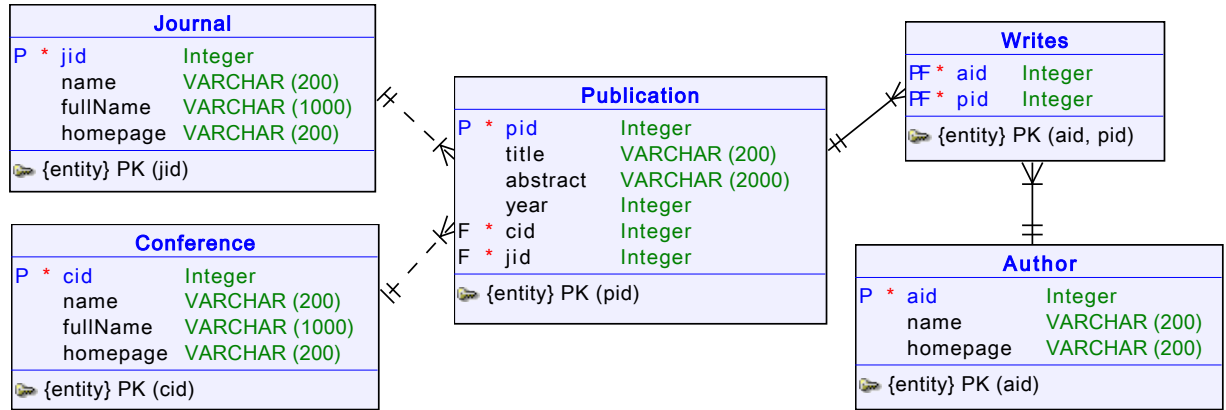 Journal
P * jid Integer
name VARCHAR (200)
fullName VARCHAR (1000)
homepage VARCHAR (200)
{entity} PK (jid)
Conference
P * cid Integer
name VARCHAR (200)
fullName VARCHAR (1000)
homepage VARCHAR (200)
{entity} PK (cid)
Publication
P * pid Integer
title VARCHAR (200)
abstract VARCHAR (2000)
year Integer
F * cid Integer
F * jid Integer
{entity} PK (pid)
Writes
PF * aid Integer
PF * pid Integer
{entity} PK (aid, pid)
Author
P * aid Integer
name VARCHAR (200)
homepage VARCHAR (200)
{entity} PK (aid)